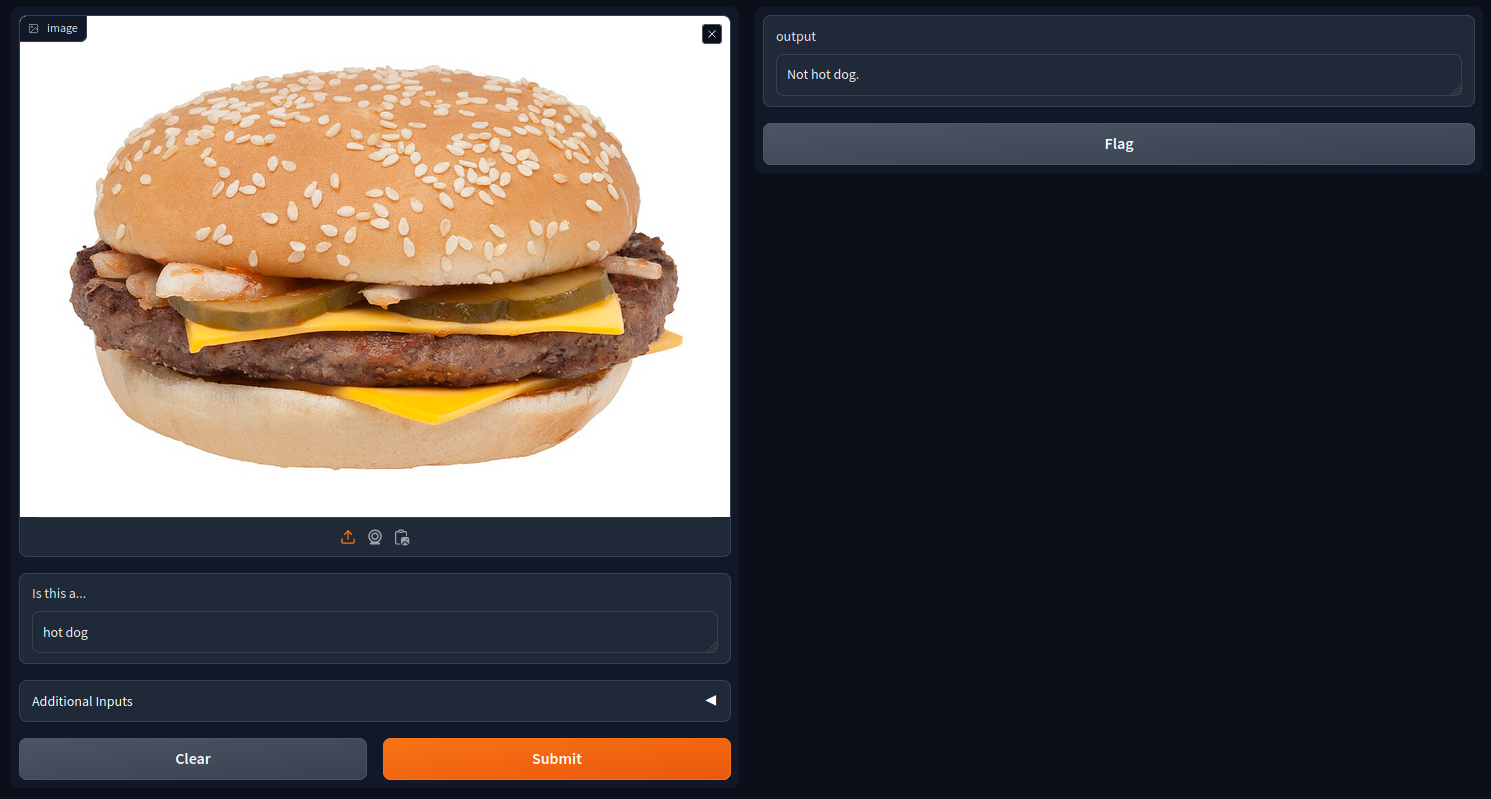 image
Is this a...
hot dog
Additional Inputs
Clear
Submit
output
Not hot dog.
Flag